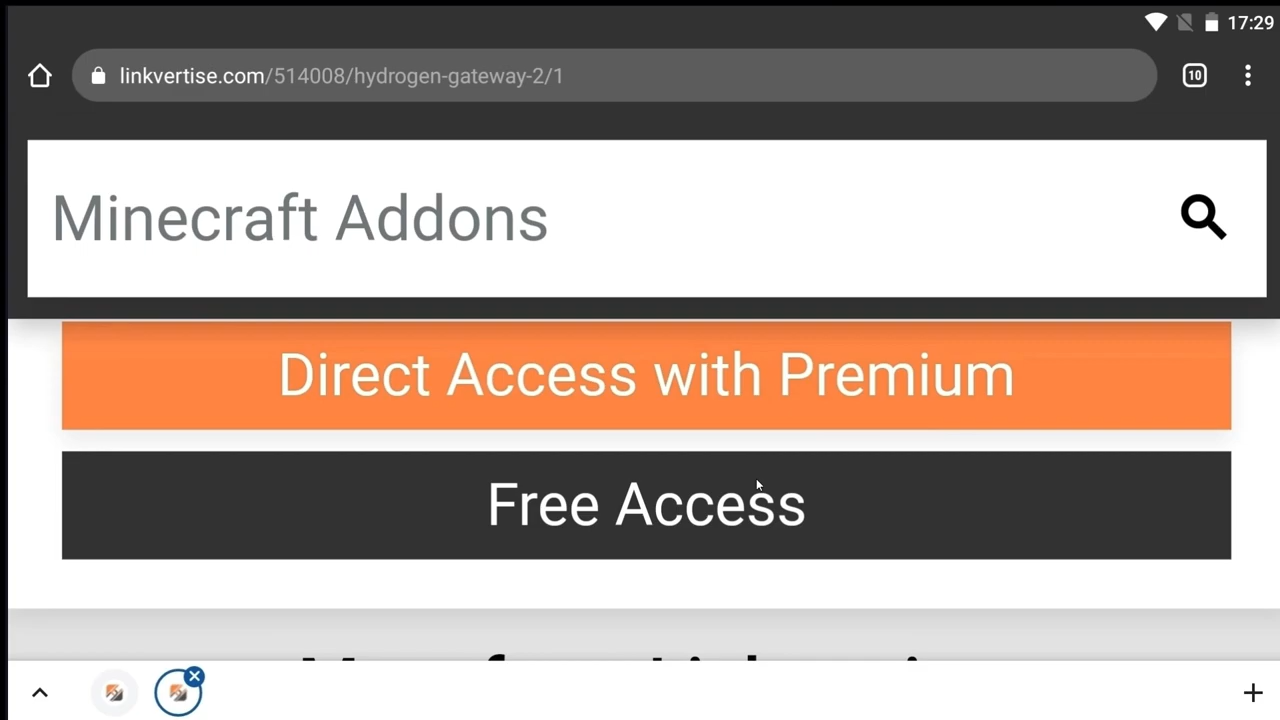 17:29
linkvertise.com/514008/hydrogen-gateway-2/1
10
Minecraft Addons
Direct Access with Premium
Free Access